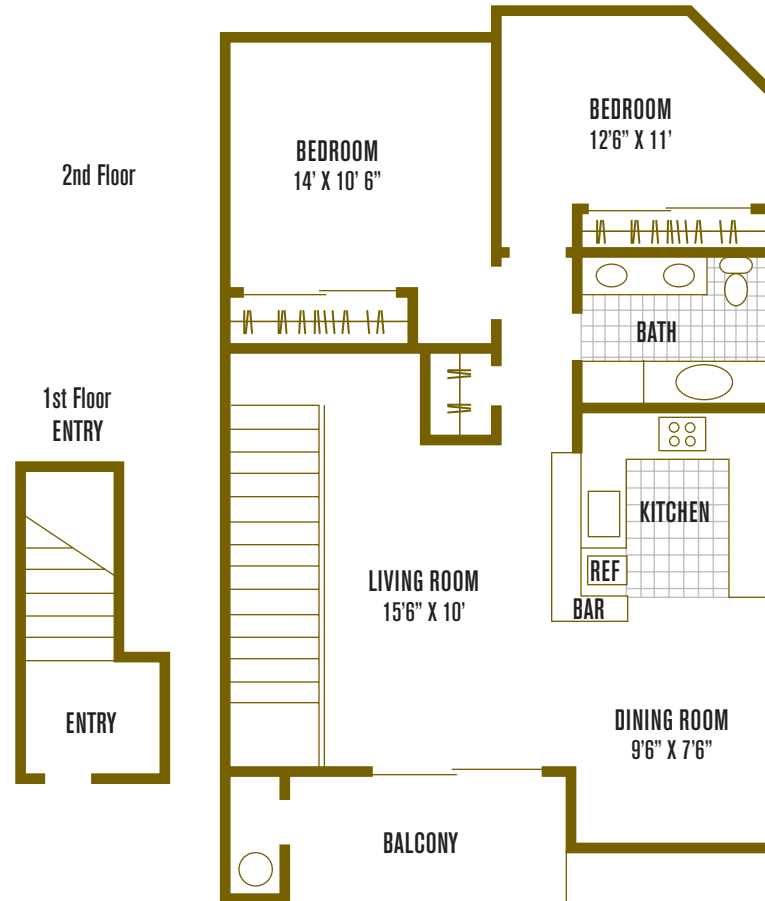 2nd Floor
BEDROOM
14’ X 10’ 6”
BEDROOM
12’6” X 11’
BATH
1st Floor
ENTRY
KITCHEN
REF
BAR
LIVING ROOM
15’6” X 10’
ENTRY
DINING ROOM
9’6” X 7’6”
BALCONY